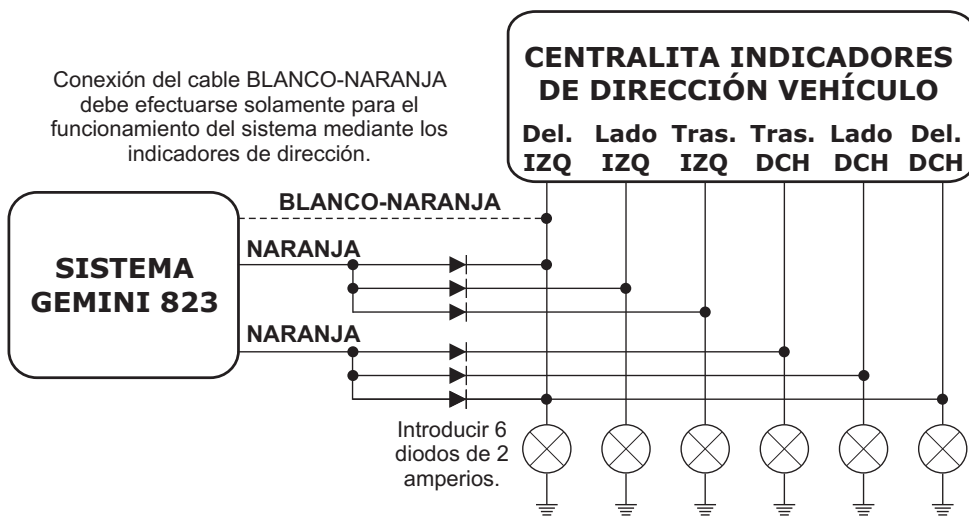 Conexión del cable BLANCO-NARANJA
debe efectuarse solamente para el
funcionamiento del sistema mediante los
indicadores de dirección.
CENTRALITA INDICADORES
DE DIRECCIÓN VEHÍCULO
Del. Lado Tras. Tras. Lado Del.
IZQ IZQ IZQ DCH DCH DCH
BLANCO-NARANJA
NARANJA
SISTEMA
GEMINI 823
NARANJA
Introducir 6
diodos de 2
amperios.